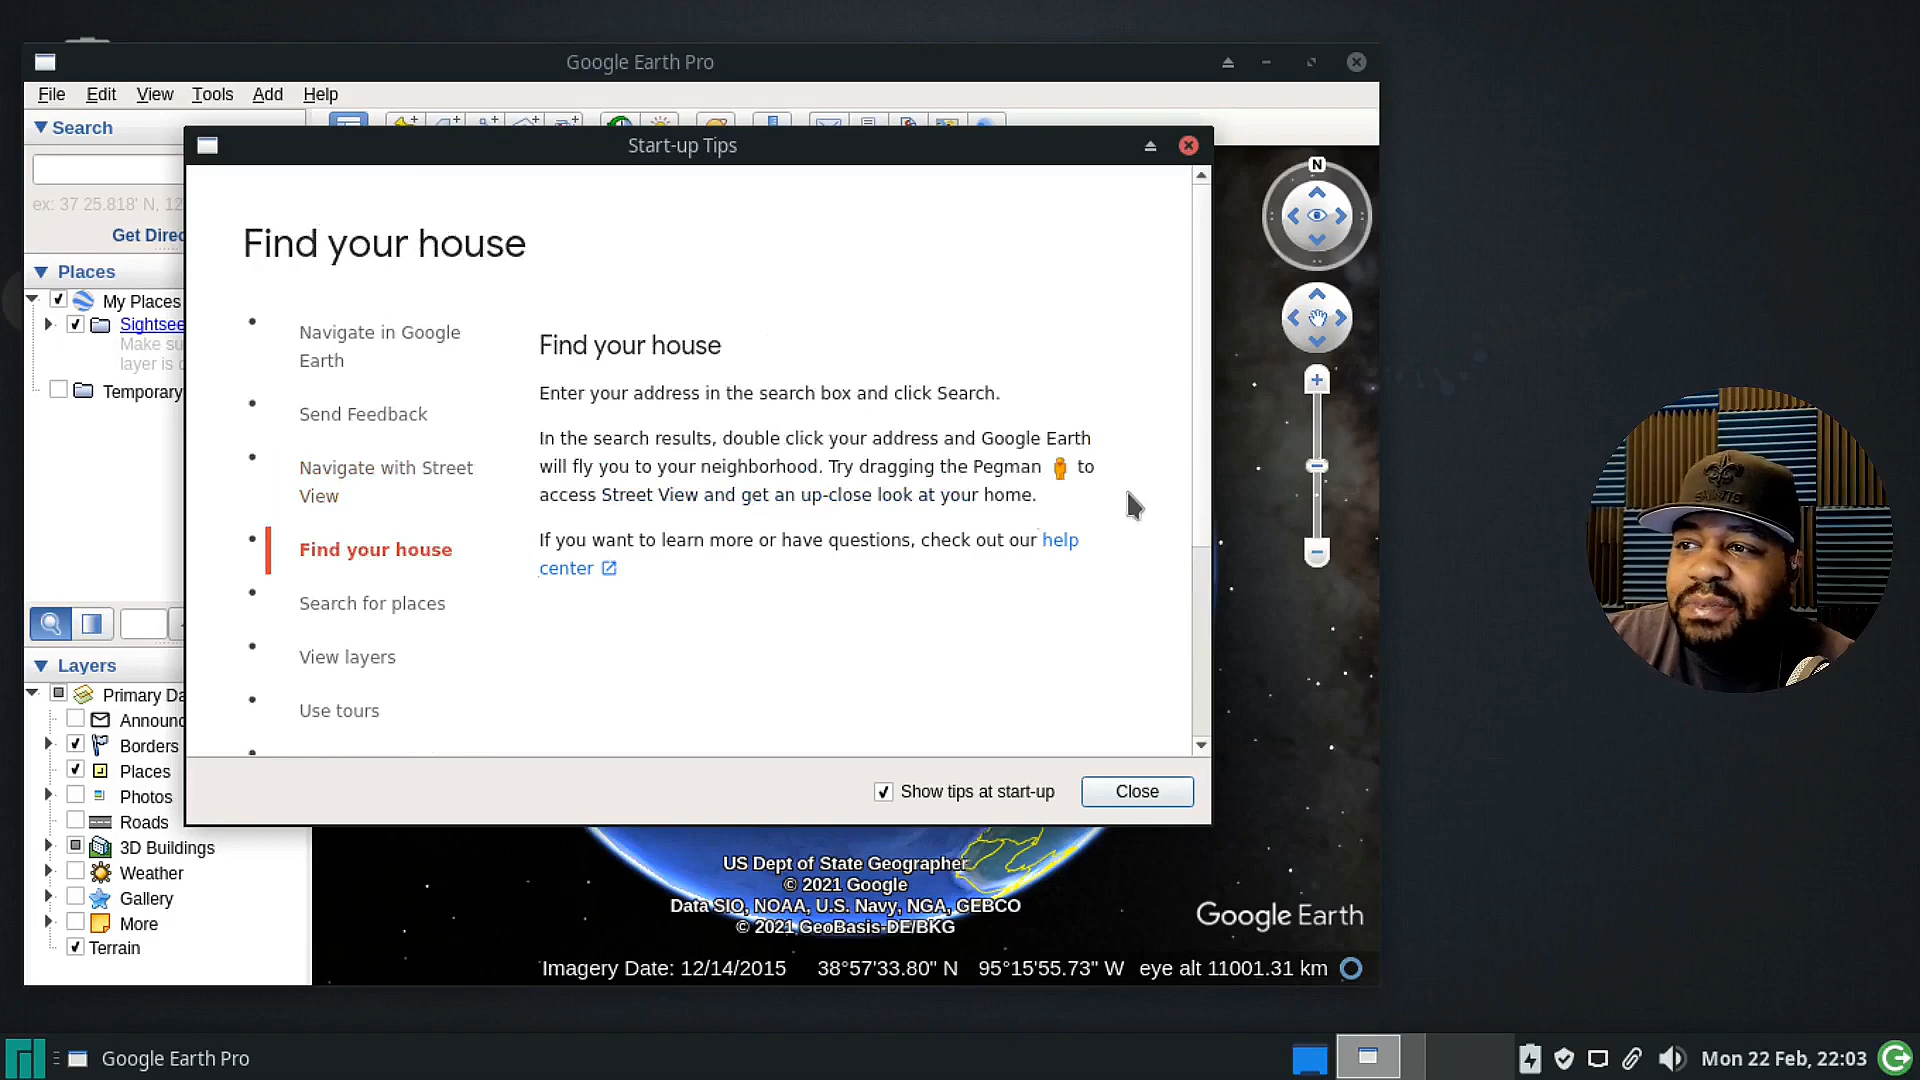 Google Earth Pro
File Edit View Tools Add Help
Search
Start-up Tips
ex: 37 25.818' N, 12
Get Direc
Places
My Places
Sightsee
Make su
layer is c
Temporary
Find your house
Navigate in Google
Earth
Send Feedback
Navigate with Street
View
Find your house
Search for places
View layers
Use tours
Find your house
Enter your address in the search box and click Search.
In the search results, double click your address and Google Earth
will fly you to your neighborhood. Try dragging the Pegman to
access Street View and get an up-close look at your home.
If you want to learn more or have questions, check out our help
center
Show tips at start-up
Close
N
Layers
Primary Da
Announc
Borders
Places
Photos
Roads
3D Buildings
Weather
Gallery
More
Terrain
US Dept of State Geographer
© 2021 Google
Data SIO, NOAA, U.S. Navy, NGA, GEBCO
© 2021 GeoBasis-DE/BKG
Google Earth
Imagery Date: 12/14/2015 38°57'33.80" N 95°15'55.73" W eye alt 11001.31 km
SAINTS
Google Earth Pro
Mon 22 Feb, 22:03